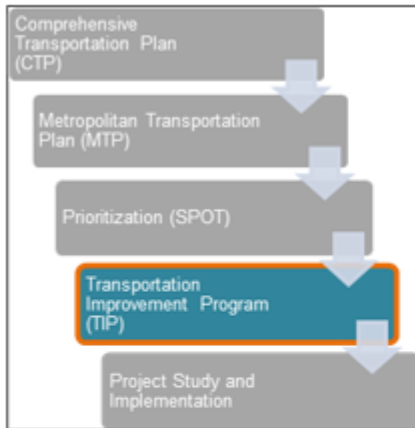 Comprehensive
Transportation Plan
(CTP)
Metropolitan Transportation
Plan (MTP)
Prioritization (SPOT)
Transportation
Improvement Program
(TIP)
Project Study and
Implementation